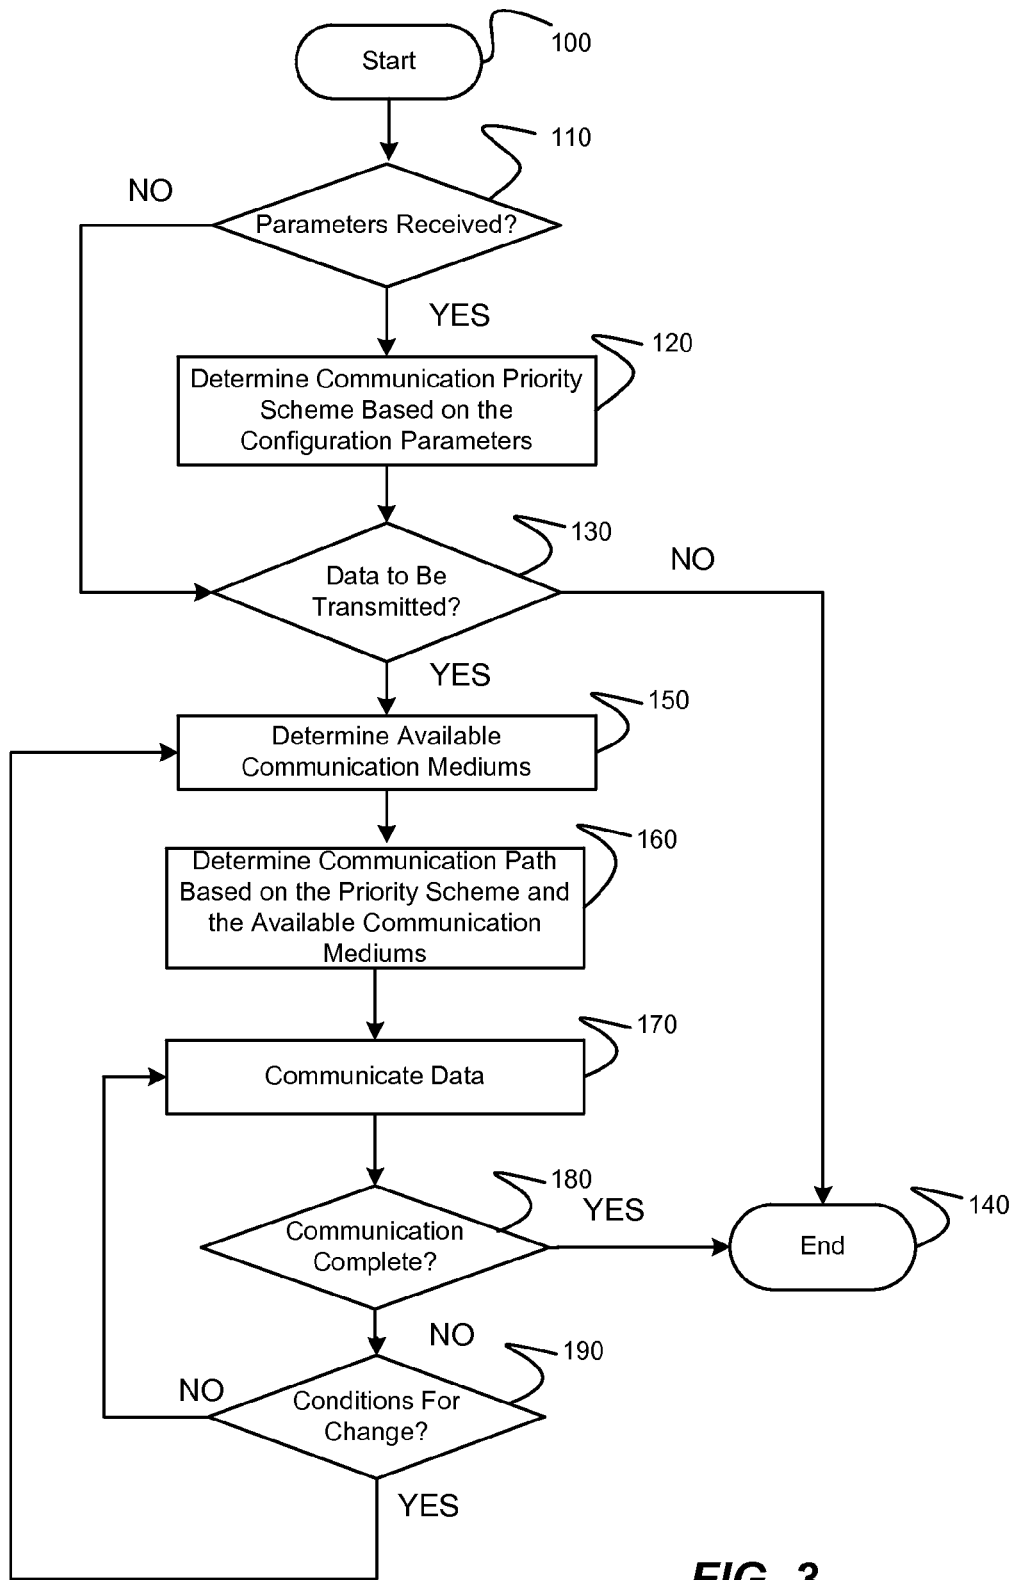 Start
100
110
NO
Parameters Received?
YES
120
Determine Communication Priority
Scheme Based on the
Configuration Parameters
130
NO
Data to Be
Transmitted?
YES
150
Determine Available
Communication Mediums
160
Determine Communication Path
Based on the Priority Scheme and
the Available Communication
Mediums
170
Communicate Data
180
YES
140
Communication
Complete?
End
NO
190
NO
Conditions For
Change?
YES
FIG. 3